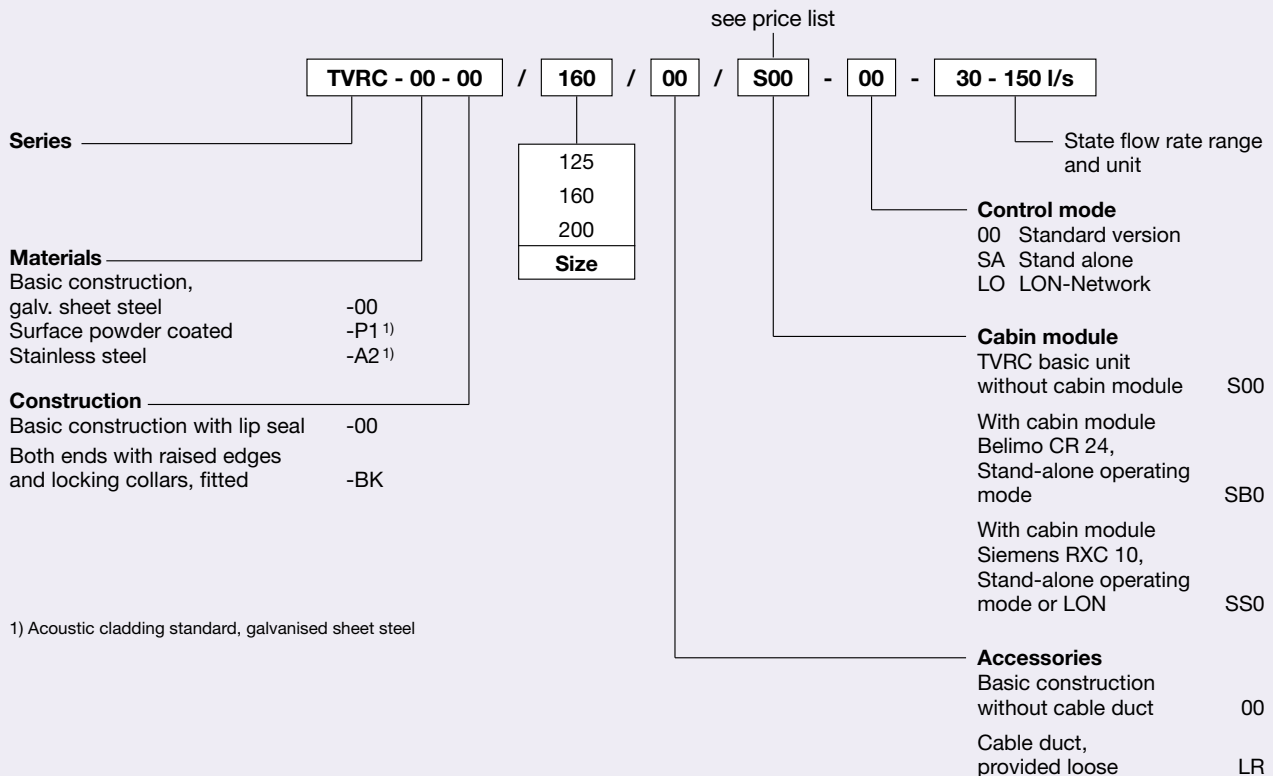 see price list
TVRC - 00 - 00 / 160 / 00 / S00 - 00 - 30 - 150 l/s
Series
125
160
200
Size
State flow rate range
and unit
Materials
Basic construction,
galv. sheet steel -00
Surface powder coated -P1 1)
Stainless steel -A2 1)
Construction
Basic construction with lip seal -00
Both ends with raised edges
and locking collars, fitted -BK
1) Acoustic cladding standard, galvanised sheet steel
Control mode
00 Standard version
SA Stand alone
LO LON-Network
Cabin module
TVRC basic unit
without cabin module S00
With cabin module
Belimo CR 24,
Stand-alone operating
mode SB0
With cabin module
Siemens RXC 10,
Stand-alone operating
mode or LON SS0
Accessories
Basic construction
without cable duct 00
Cable duct,
provided loose LR